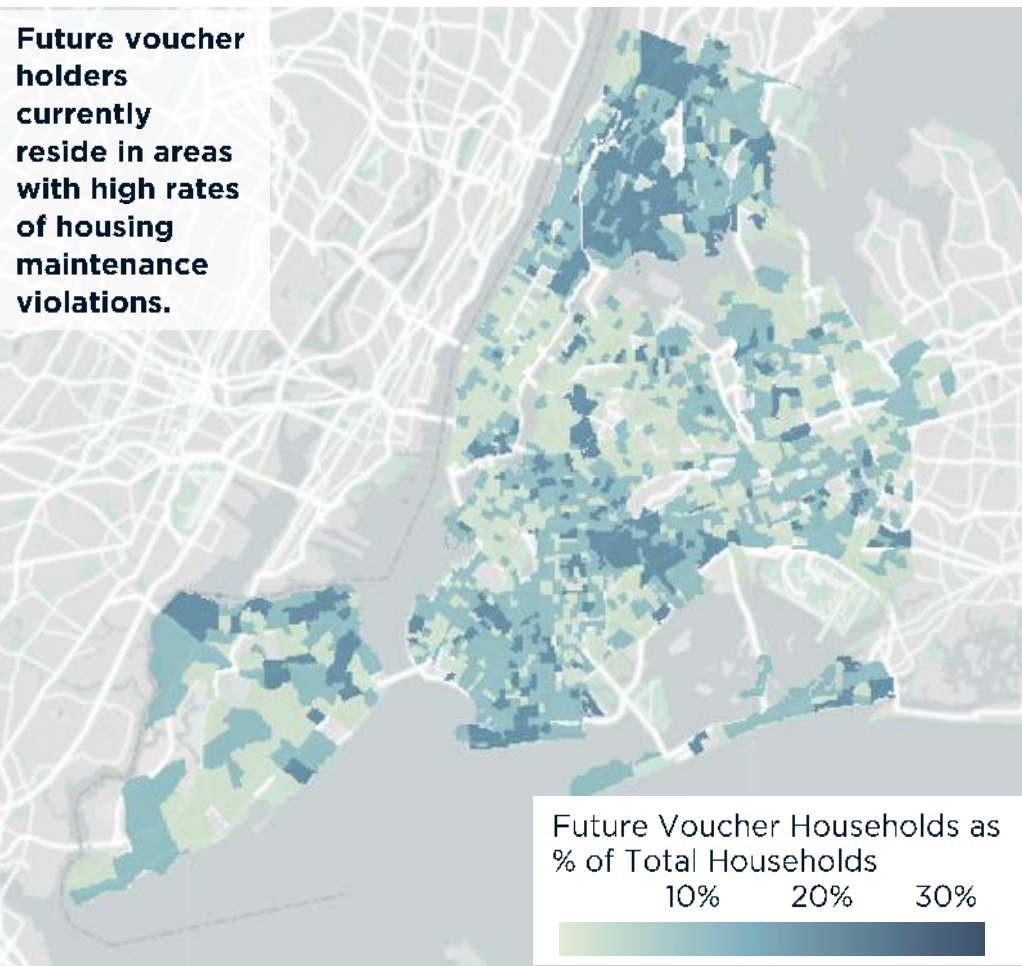 Future voucher
holders
currently
reside in areas
with high rates
of housing
maintenance
violations.
Future Voucher Households as
% of Total Households
10% 20% 30%